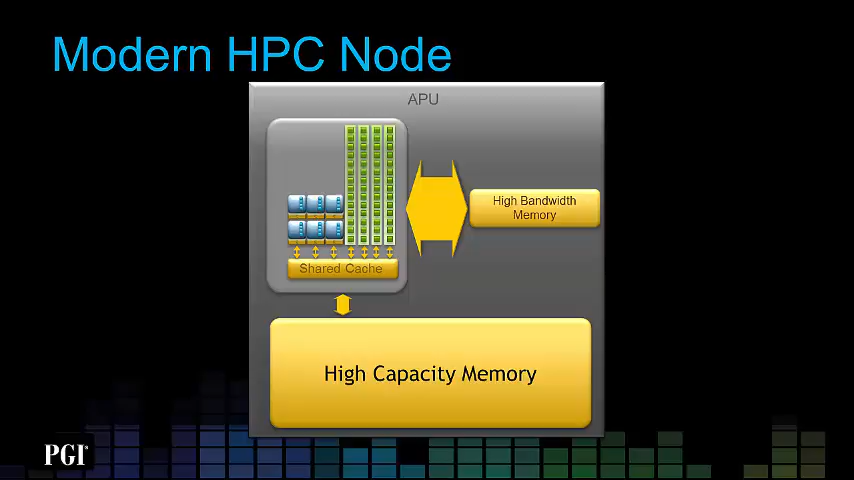 Modern HPC Node
APU
High Bandwidth
Memory
Shared Cache
High Capacity Memory
PGI®